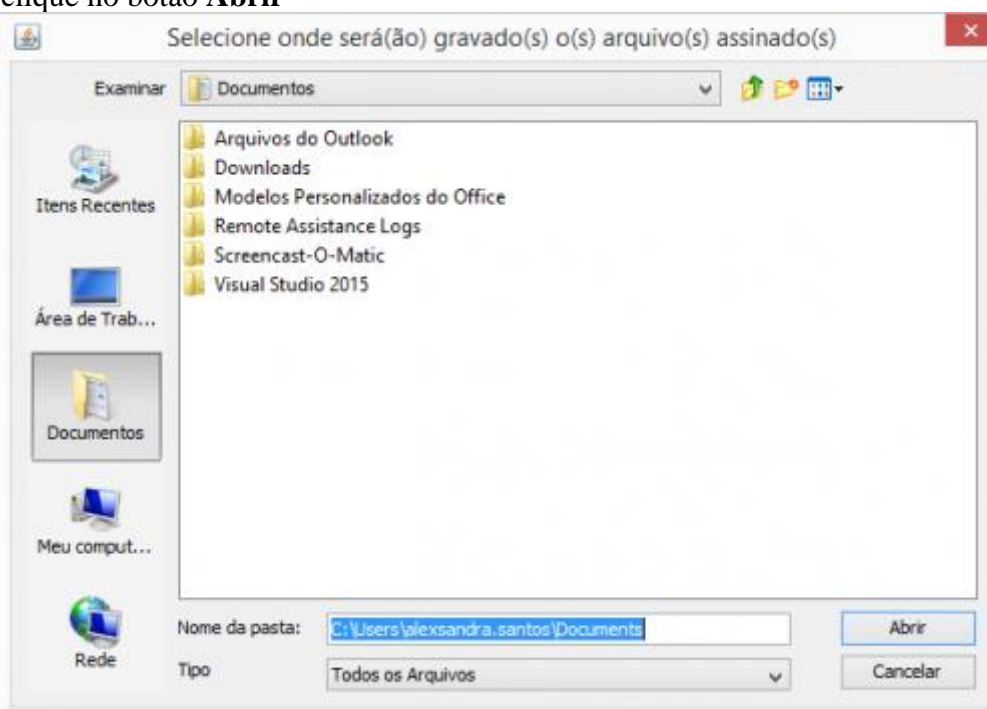 clique no botão Abrir
Selecione onde será(ão) gravado(s) o(s) arquivo(s) assinado(s)
Examinar
Documentos
Itens Recentes
Área de Trab...
Documentos
Meu comput...
Rede
Arquivos do Outlook
Downloads
Modelos Personalizados do Office
Remote Assistance Logs
Screencast-O-Matic
Visual Studio 2015
Nome da pasta:
C:\Users\alexsandra.santos\Documents
Abrir
Tipo
Todos os Arquivos
Cancelar